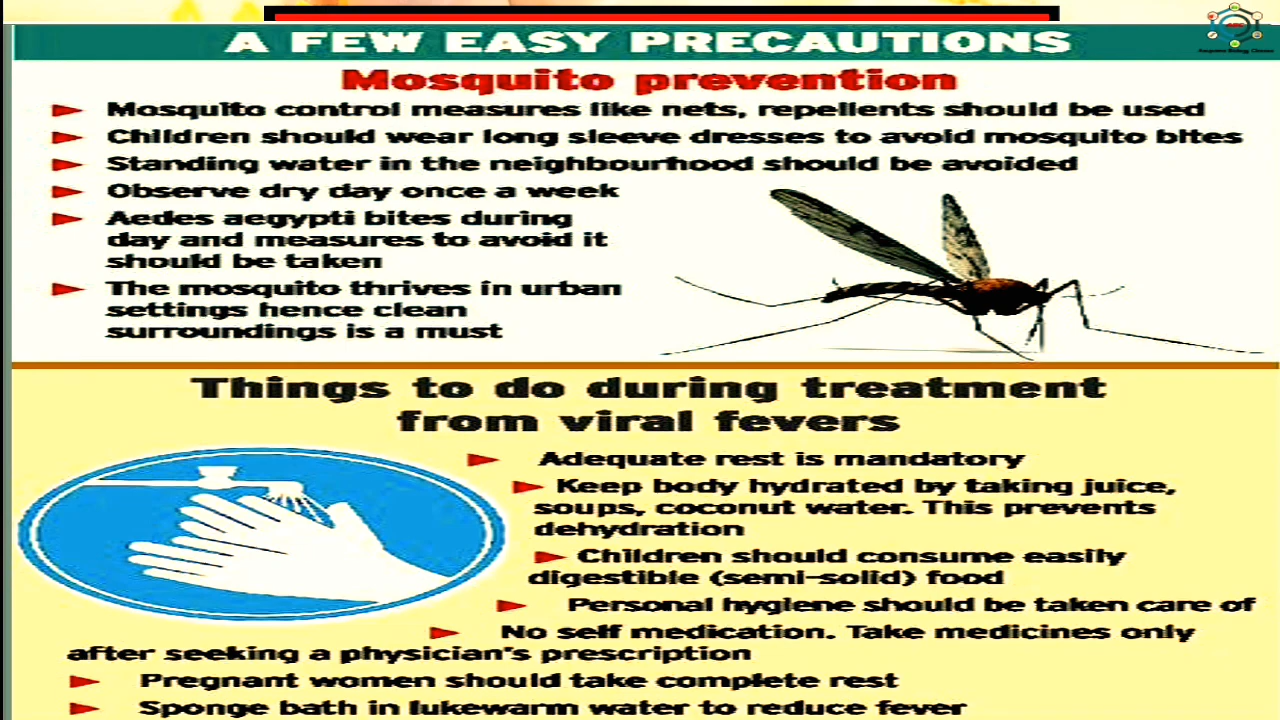 A FEW EASY PRECAUTIONS
Mosquito prevention
Mosquito control measures like nets, repellents should be used
Children should wear long sleeve dresses to avoid mosquito bites
Standing water in the neighbourhood should be avoided
Observe dry day once a week
Aedes aegypti bites during
day and measures to avoid it
should be taken
The mosquito thrives in urban
settings hence clean
surroundings is a must
Things to do during treatment
from viral fevers
Adequate rest is mandatory
Keep body hydrated by taking juice,
soups, coconut water. This prevents
dehydration
Children should consume easily
digestible (semi-solid) food
Personal hygiene should be taken care of
No self medication. Take medicines only
after seeking a physician's prescription
Pregnant women should take complete rest
Sponge bath in lukewarm water to reduce fever